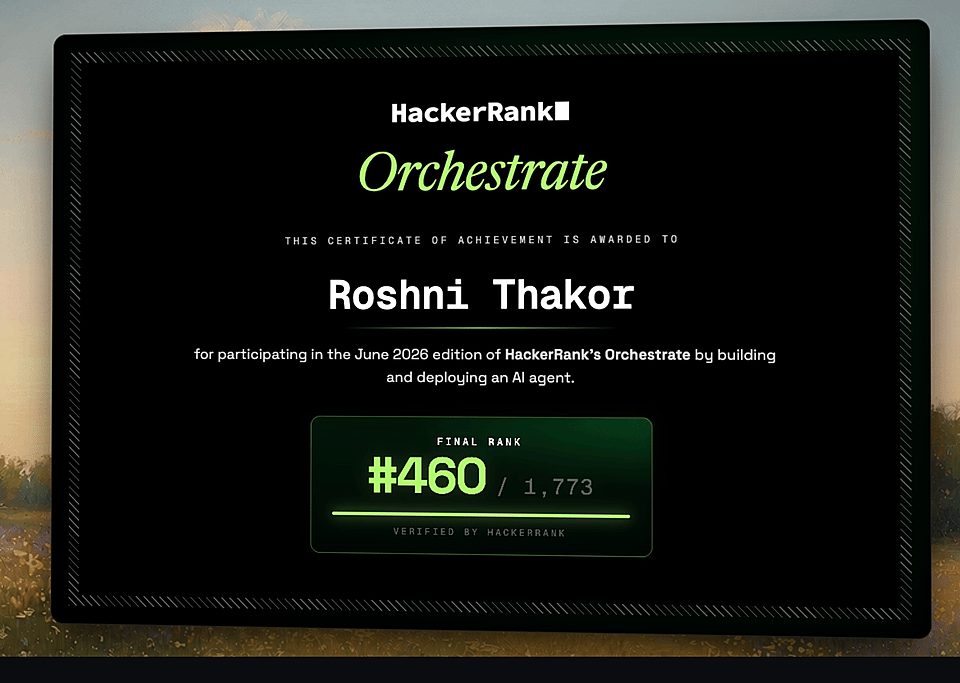 HackerRank
Orchestrate
THIS CERTIFICATE OF ACHIEVEMENT IS AWARDED TO
Roshni Thakor
for participating in the June 2026 edition of HackerRank's Orchestrate by building
and deploying an AI agent.
FINAL RANK
#460 / 1,773
VERIFIED BY HACKERRANK